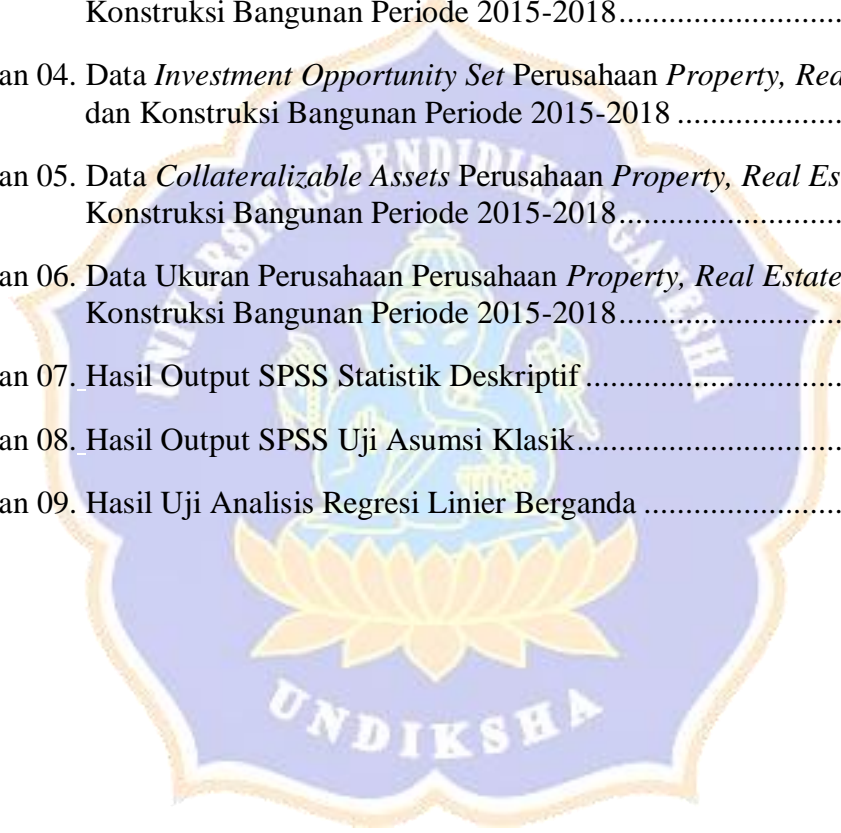 Konstruksi Bangunan Periode 2015-2018..............................
an 04. Data Investment Opportunity Set Perusahaan Property, Rea
dan Konstruksi Bangunan Periode 2015-2018 ......................
an 05. Data Collateralizable Assets Perusahaan Property, Real Es
Konstruksi Bangunan Periode 2015-2018..............................
an 06. Data Ukuran Perusahaan Perusahaan Property, Real Estate
Konstruksi Bangunan Periode 2015-2018..............................
an 07. Hasil Output SPSS Statistik Deskriptif ..................................
an 08. Hasil Output SPSS Uji Asumsi Klasik...................................
an 09. Hasil Uji Analisis Regresi Linier Berganda ..........................
UNIVERSITAS PENDIDIKAN GANESHA
UNDIKSHA